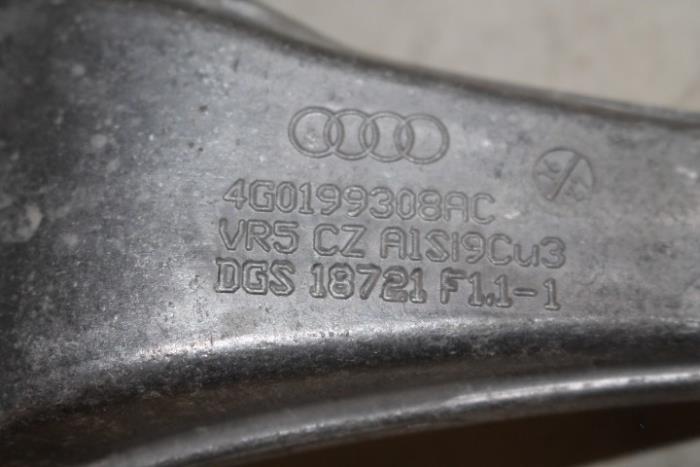 4G0199308AC
VR5 CZ AlSi9Cu3
DGS 18721 F1.1-1